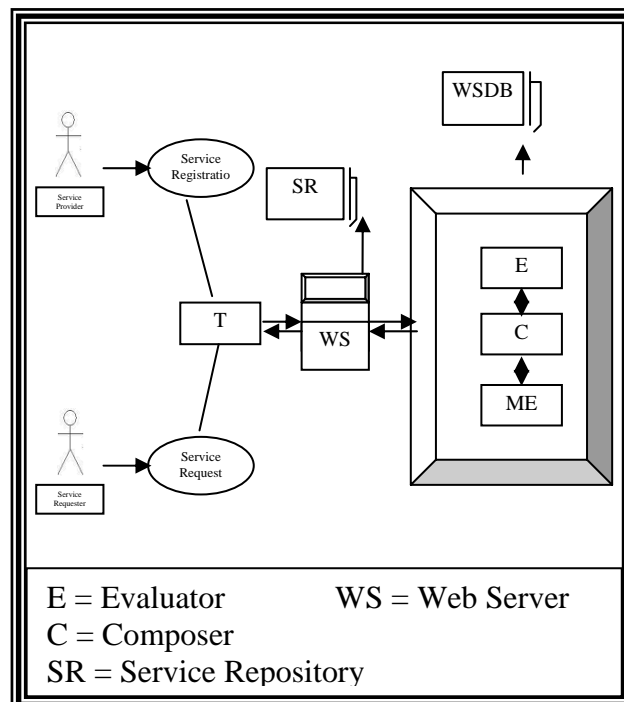 WSDB
Service
Registratio
SR
Service
Provider
E
T
WS
C
ME
Service
Request
Service
Requester
E = Evaluator WS = Web Server
C = Composer
SR = Service Repository